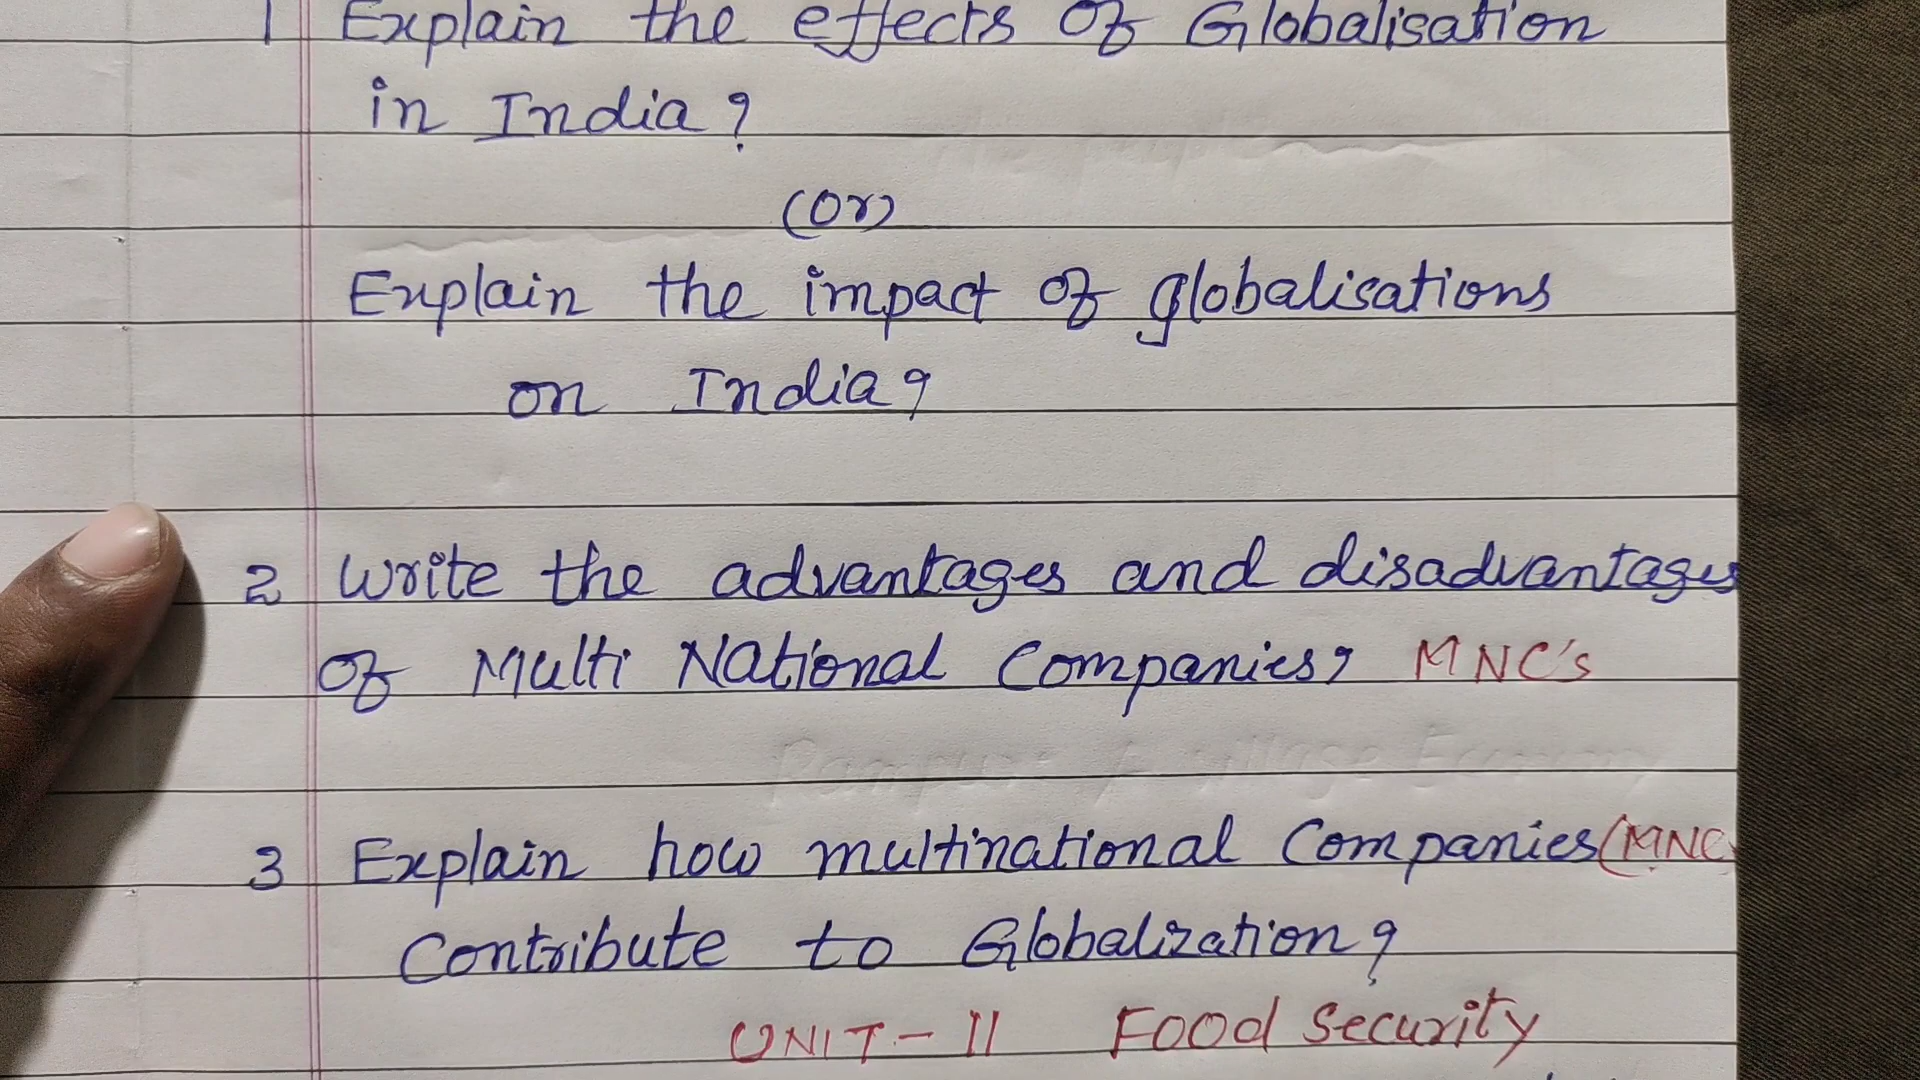 1 Explain the effects of Globalisation
in India?
(Or)
Explain the impact of globalisations
on India?
2 Write the advantages and disadvantages
of Multi National Companies? MNC's
3 Explain how multinational Companies (MNC)
Contribute to Globalization?
UNIT - II Food Security